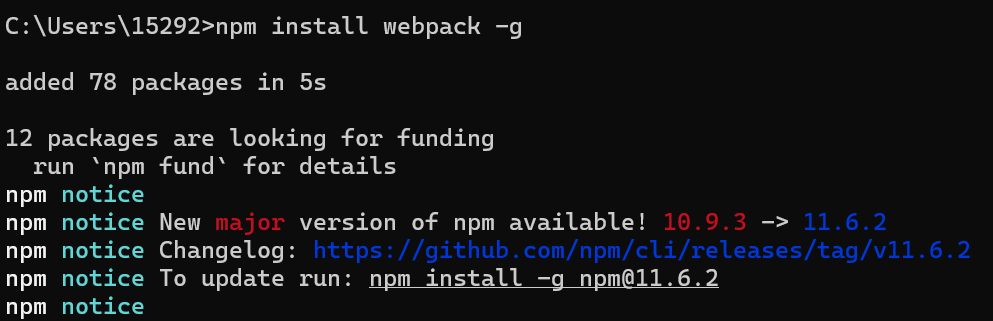 C:\Users\15292>npm install webpack -g
added 78 packages in 5s
12 packages are looking for funding
  run `npm fund` for details
npm notice
npm notice New major version of npm available! 10.9.3 -> 11.6.2
npm notice Changelog: https://github.com/npm/cli/releases/tag/v11.6.2
npm notice To update run: npm install -g npm@11.6.2
npm notice